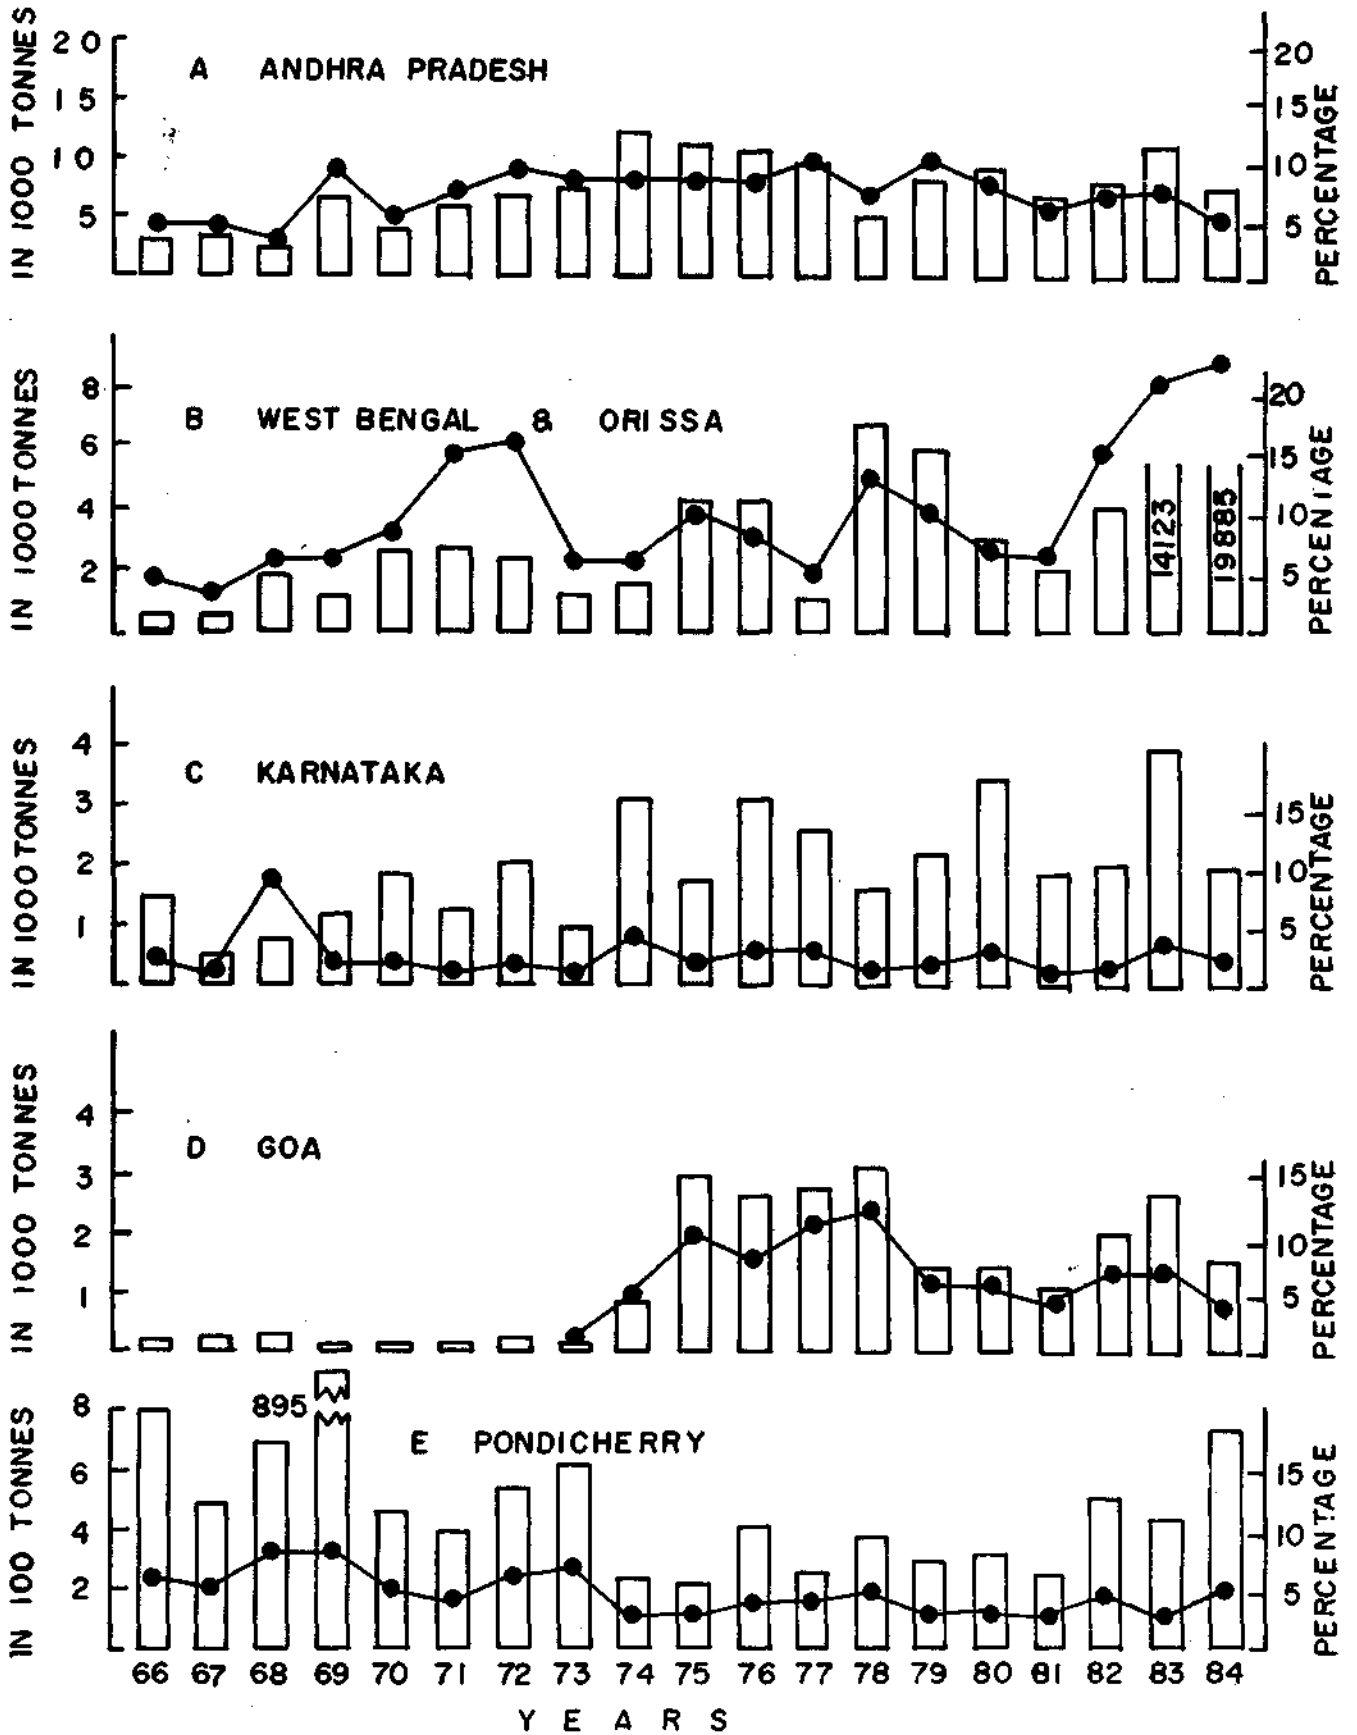 IN 1000 TONNES
20
15
10
5
A ANDHRA PRADESH
20
15
10
5
PERCENTAGE
IN 1000 TONNES
8
6
4
2
B WEST BENGAL & ORISSA
14123
19885
20
15
10
5
PERCENTAGE
IN 1000 TONNES
4
3
2
1
C KARNATAKA
15
10
5
PERCENTAGE
IN 1000 TONNES
4
3
2
1
D GOA
15
10
5
PERCENTAGE
IN 100 TONNES
8
6
4
2
895
E PONDICHERRY
15
10
5
PERCENTAGE
66 67 68 69 70 71 72 73 74 75 76 77 78 79 80 81 82 83 84
YEARS